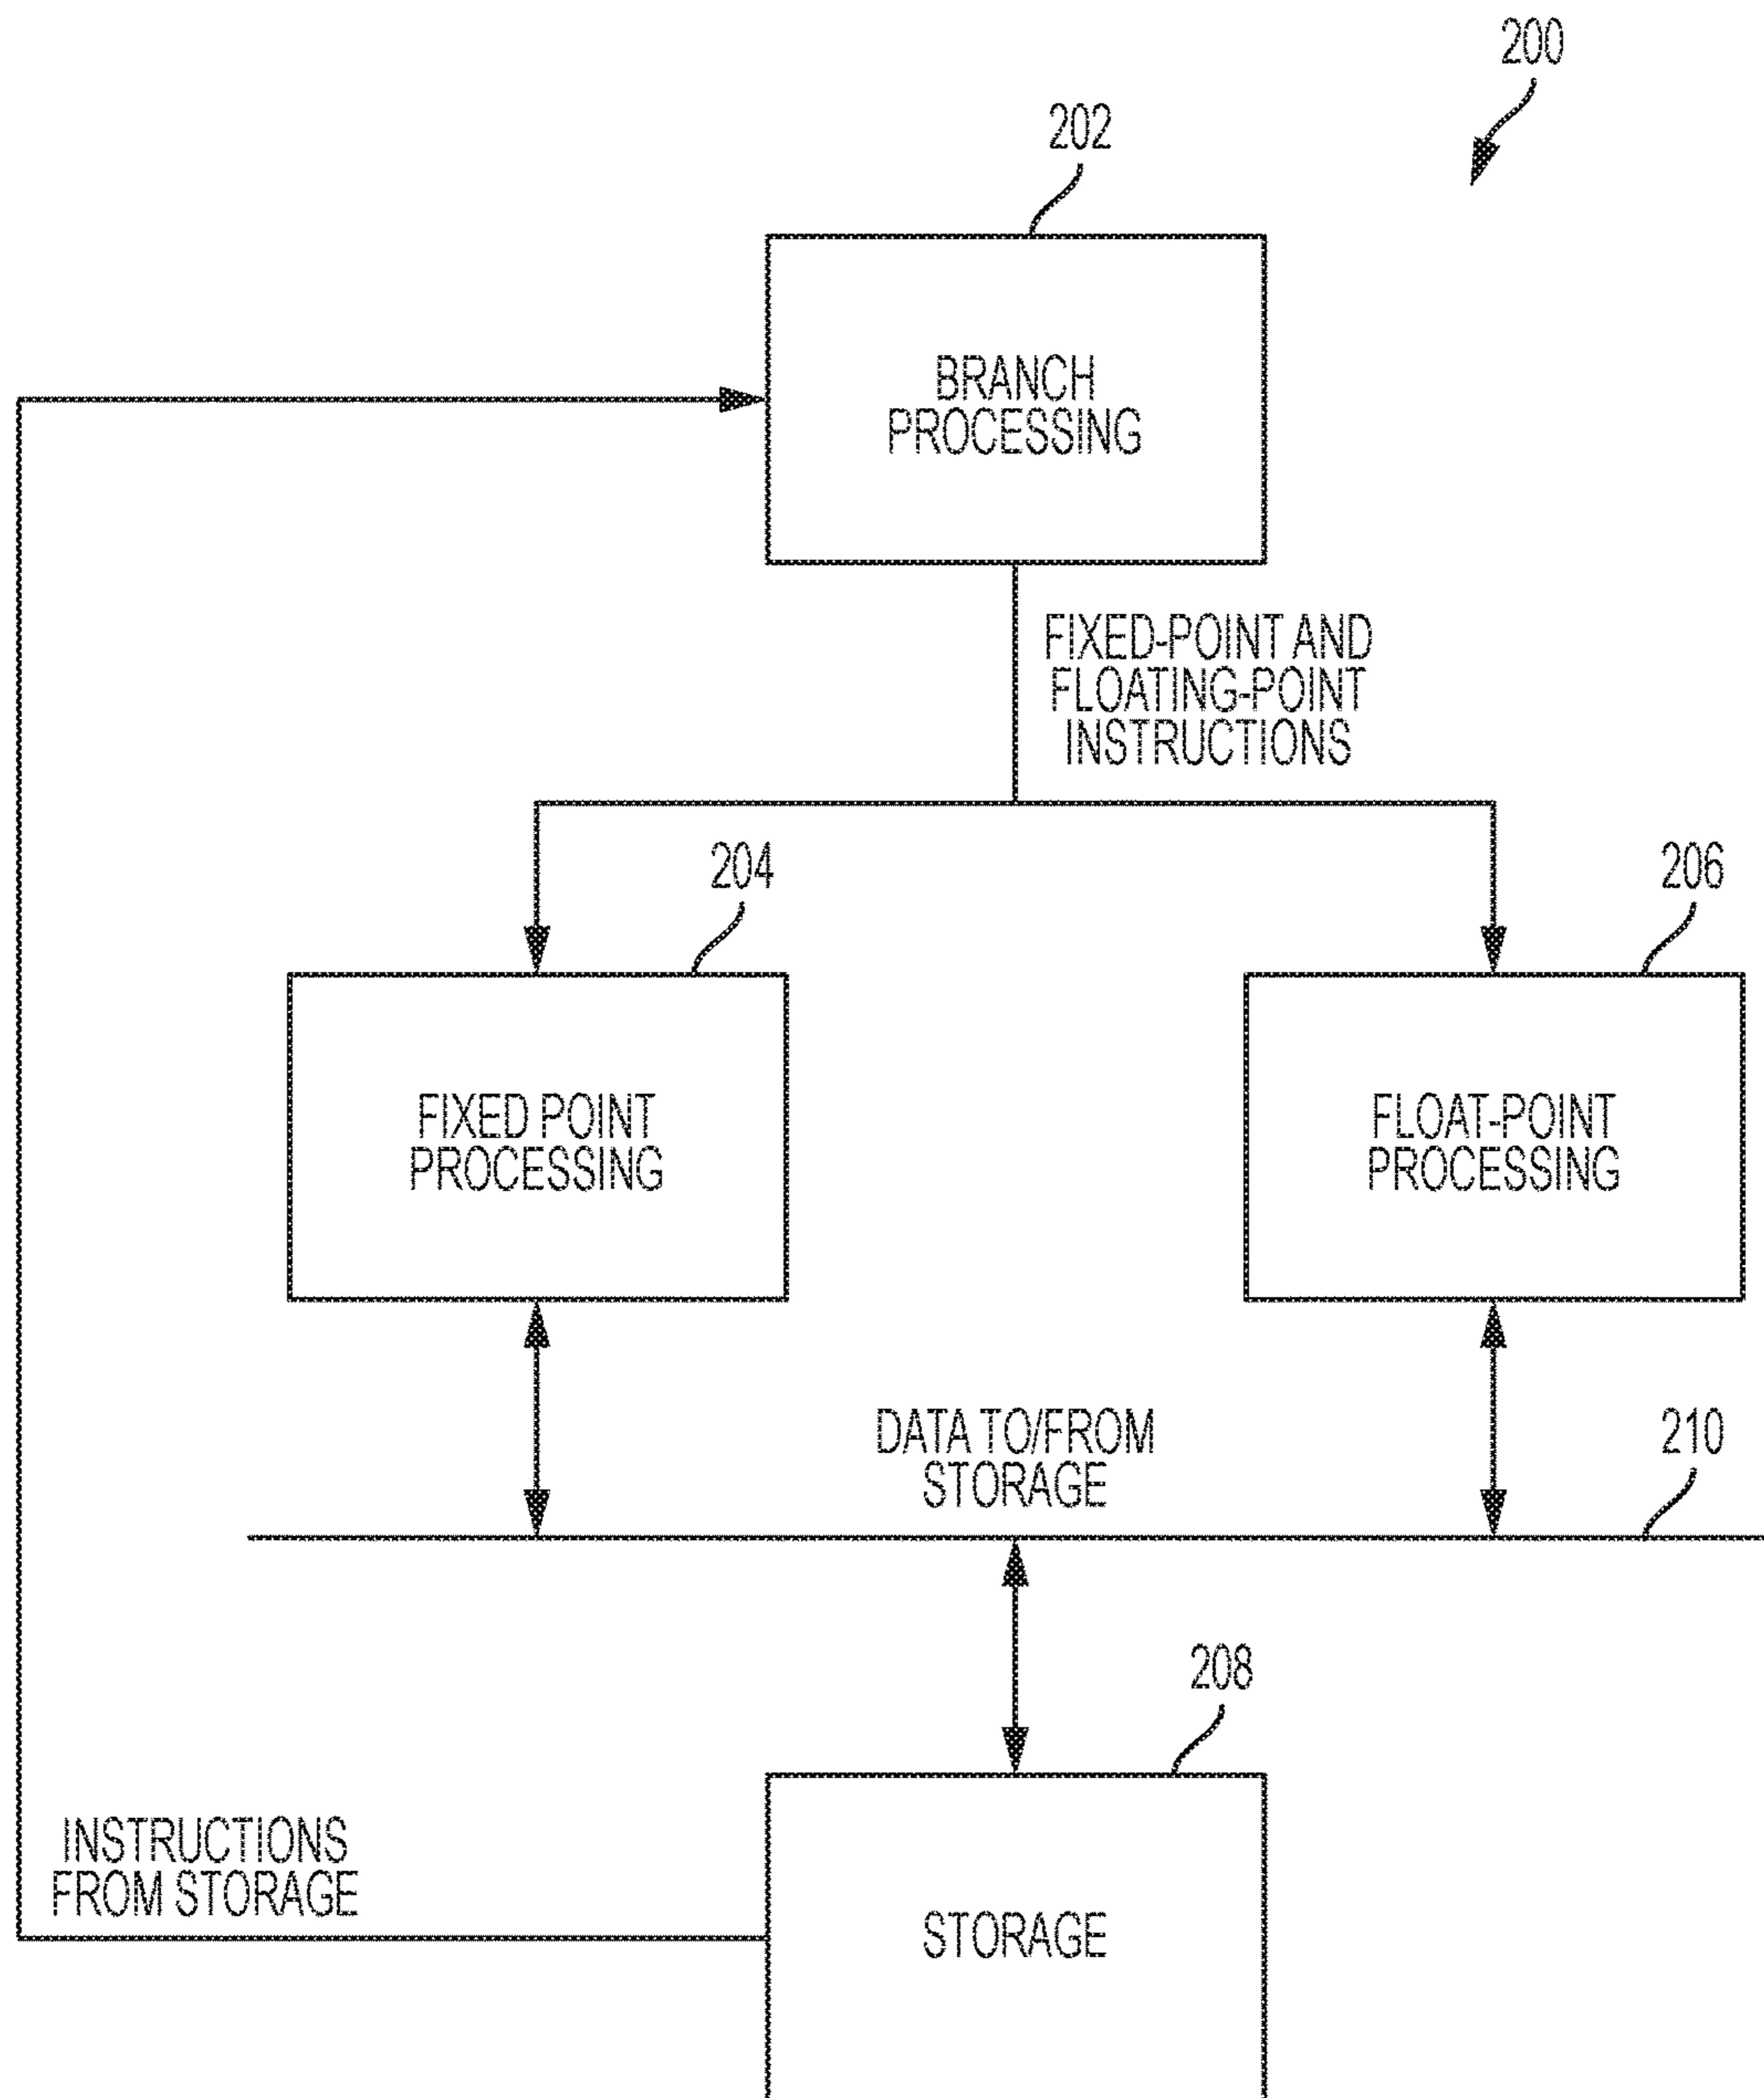 200
202
BRANCH
PROCESSING
FIXED-POINT AND
FLOATING-POINT
INSTRUCTIONS
204
206
FIXED POINT
PROCESSING
FLOAT-POINT
PROCESSING
DATA TO/FROM
STORAGE
210
208
INSTRUCTIONS
FROM STORAGE
STORAGE